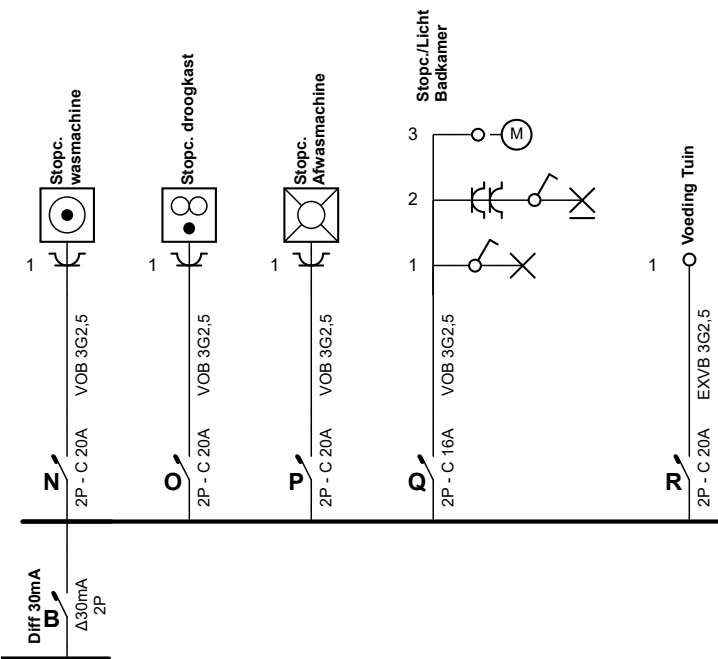 Stopc.
wasmachine
1
VOB 3G2,5
N
2P - C 20A
Stopc. droogkast
1
VOB 3G2,5
O
2P - C 20A
Stopc.
Afwasmachine
1
VOB 3G2,5
P
2P - C 20A
Stopc./Licht
Badkamer
3
M
2
1
VOB 3G2,5
Q
2P - C 16A
Voeding Tuin
1
EXVB 3G2,5
R
2P - C 20A
Diff 30mA
B
Δ30mA
2P